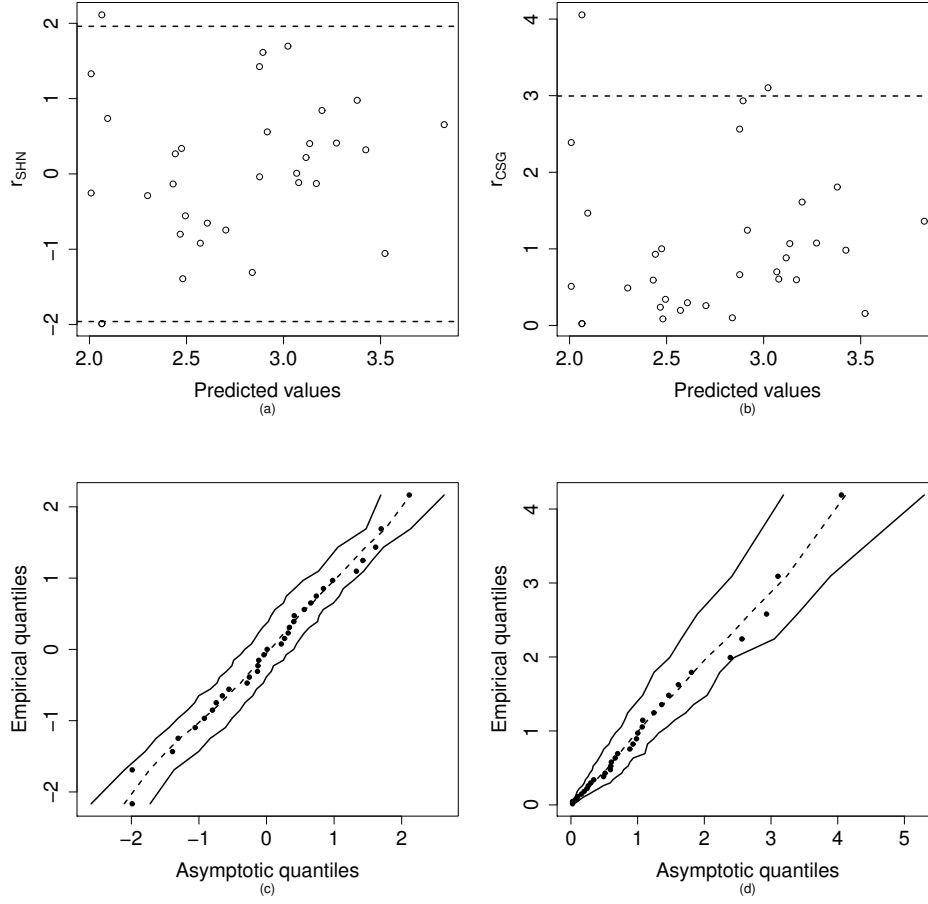 r_SHN
2
1
0
−1
−2
2.0 2.5 3.0 3.5
Predicted values
(a)
r_CSG
4
3
2
1
0
2.0 2.5 3.0 3.5
Predicted values
(b)
Empirical quantiles
2
1
0
−1
−2
−2 −1 0 1 2
Asymptotic quantiles
(c)
Empirical quantiles
4
3
2
1
0
0 1 2 3 4 5
Asymptotic quantiles
(d)